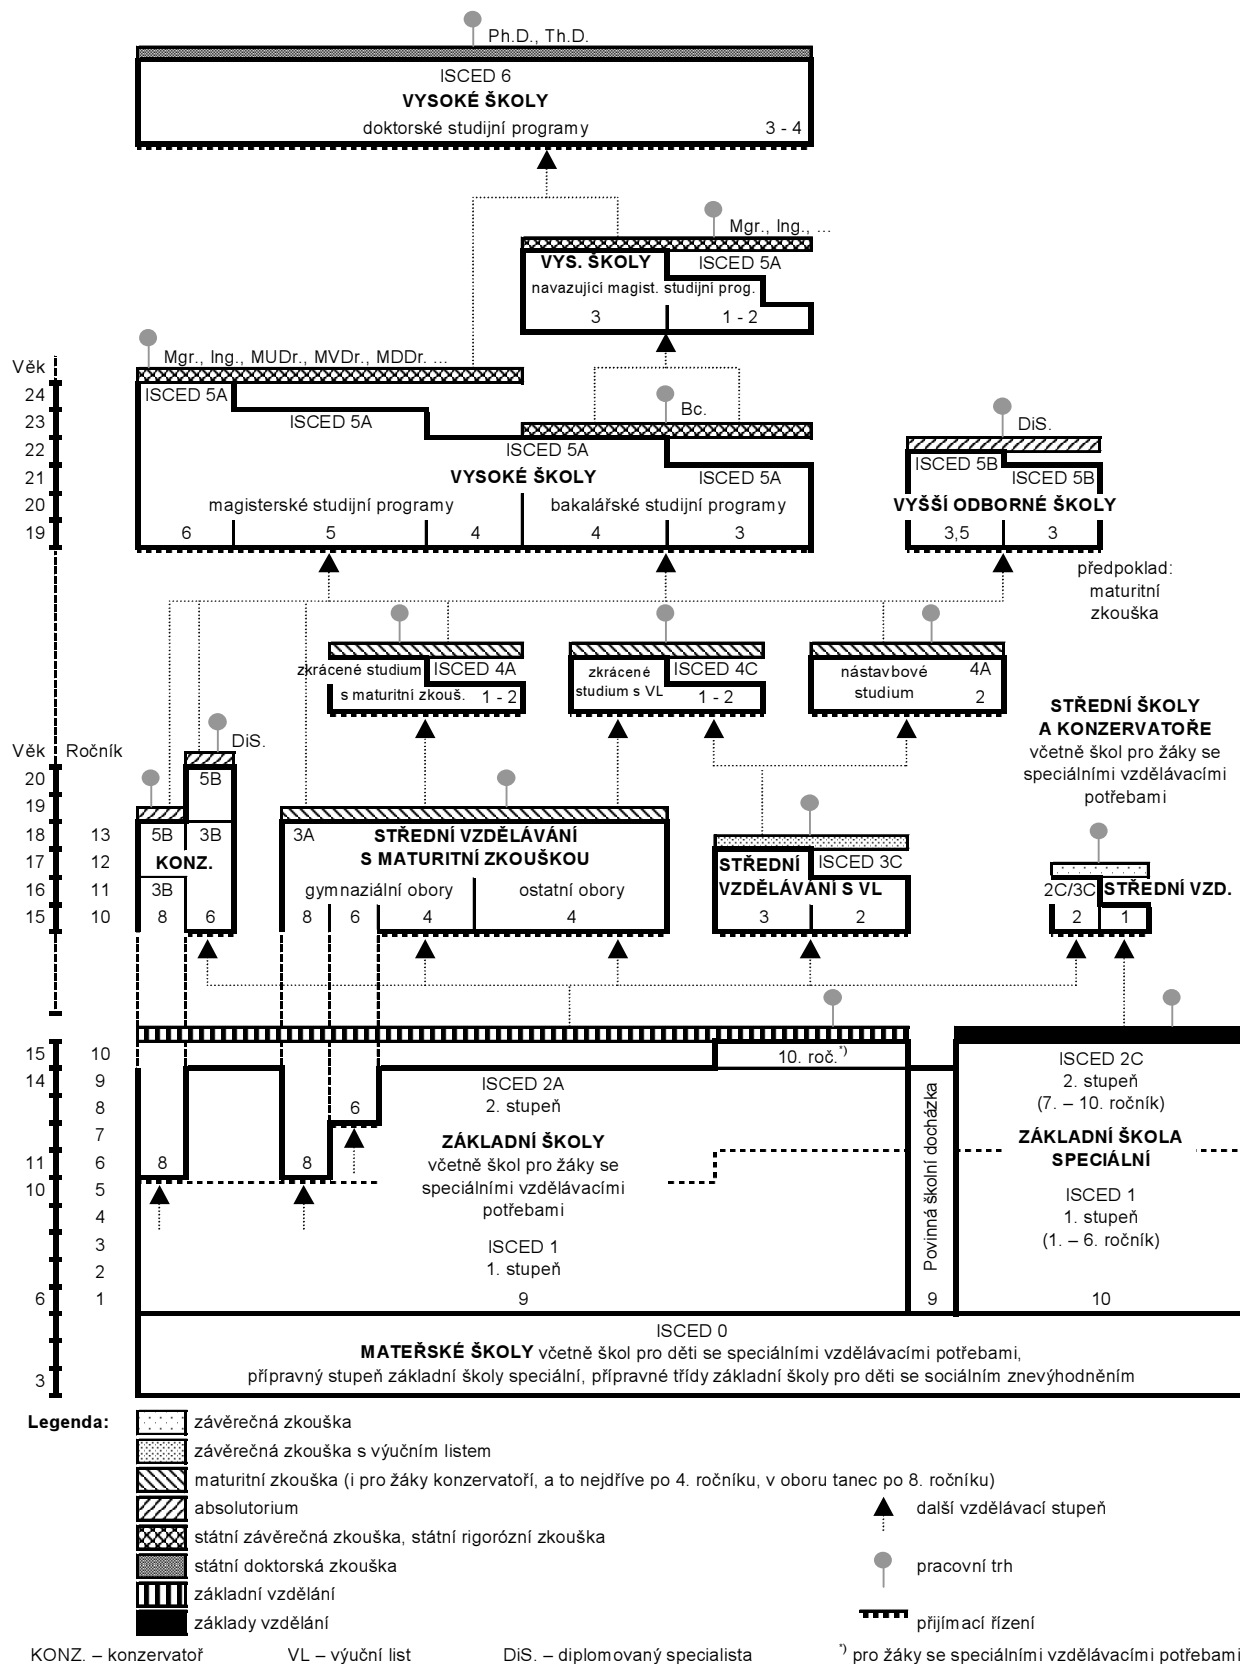 Ph.D., Th.D.
ISCED 6
VYSOKÉ ŠKOLY
doktorské studijní programy 3 - 4
Mgr., Ing., ...
VYS. ŠKOLY ISCED 5A
navazující magist. studijní prog.
3 1 - 2
Mgr., Ing., MUDr., MVDr., MDDr. ...
Věk
24 ISCED 5A
23 ISCED 5A Bc. DiS.
22 ISCED 5A ISCED 5B
21 VYSOKÉ ŠKOLY ISCED 5A ISCED 5B
20 magisterské studijní programy bakalářské studijní programy VYŠŠÍ ODBORNÉ ŠKOLY
19 6 5 4 4 3 3,5 3
předpoklad:
maturitní
zkouška
zkrácené studium ISCED 4A
s maturitní zkouš. 1 - 2
zkrácené ISCED 4C
studium s VL 1 - 2
nástavbové 4A
studium 2
STŘEDNÍ ŠKOLY
A KONZERVATOŘE
včetně škol pro žáky se
speciálními vzdělávacími
potřebami
Věk Ročník DiS.
20 5B
19
18 13 5B 3B 3A STŘEDNÍ VZDĚLÁVÁNÍ
17 12 KONZ. S MATURITNÍ ZKOUŠKOU STŘEDNÍ ISCED 3C
16 11 3B gymnaziální obory ostatní obory VZDĚLÁVÁNÍ S VL 2C/3C STŘEDNÍ VZD.
15 10 8 6 8 6 4 4 3 2 2 1
15 10 10. roč.*) ISCED 2C
14 9 ISCED 2A 2. stupeň
8 6 2. stupeň (7. – 10. ročník)
7 ZÁKLADNÍ ŠKOLY ZÁKLADNÍ ŠKOLA
11 6 8 8 včetně škol pro žáky se SPECIÁLNÍ
10 5 speciálními vzdělávacími ISCED 1
4 potřebami 1. stupeň
3 ISCED 1 (1. – 6. ročník)
2 1. stupeň
Povinná školní docházka
6 1 9 9 10
ISCED 0
MATEŘSKÉ ŠKOLY včetně škol pro děti se speciálními vzdělávacími potřebami,
3 přípravný stupeň základní školy speciální, přípravné třídy základní školy pro děti se sociálním znevýhodněním
Legenda: závěrečná zkouška
závěrečná zkouška s výučním listem
maturitní zkouška (i pro žáky konzervatoří, a to nejdříve po 4. ročníku, v oboru tanec po 8. ročníku)
absolutorium další vzdělávací stupeň
státní závěrečná zkouška, státní rigorózní zkouška
státní doktorská zkouška pracovní trh
základní vzdělání
základy vzdělání přijímací řízení
KONZ. – konzervatoř VL – výuční list DiS. – diplomovaný specialista *) pro žáky se speciálními vzdělávacími potřebami